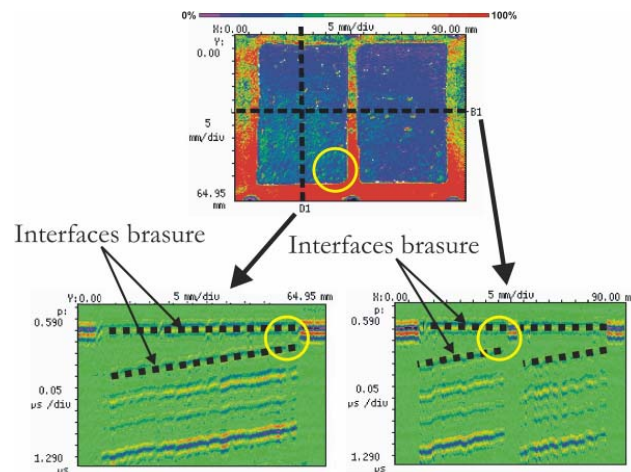 0% 100%
X:0.00 5 mm/div 90.00 mm
Y:
0.00
5
mm/div
B1
64.95
mm
D1
Interfaces brasure
Interfaces brasure
Y:0.00 5 mm/div 64.95 mm
p:
0.590
0.05
µs /div
1.290
µs
X:0.00 5 mm/div 90.00 mm
p:
0.590
0.05
µs /div
1.290
µs